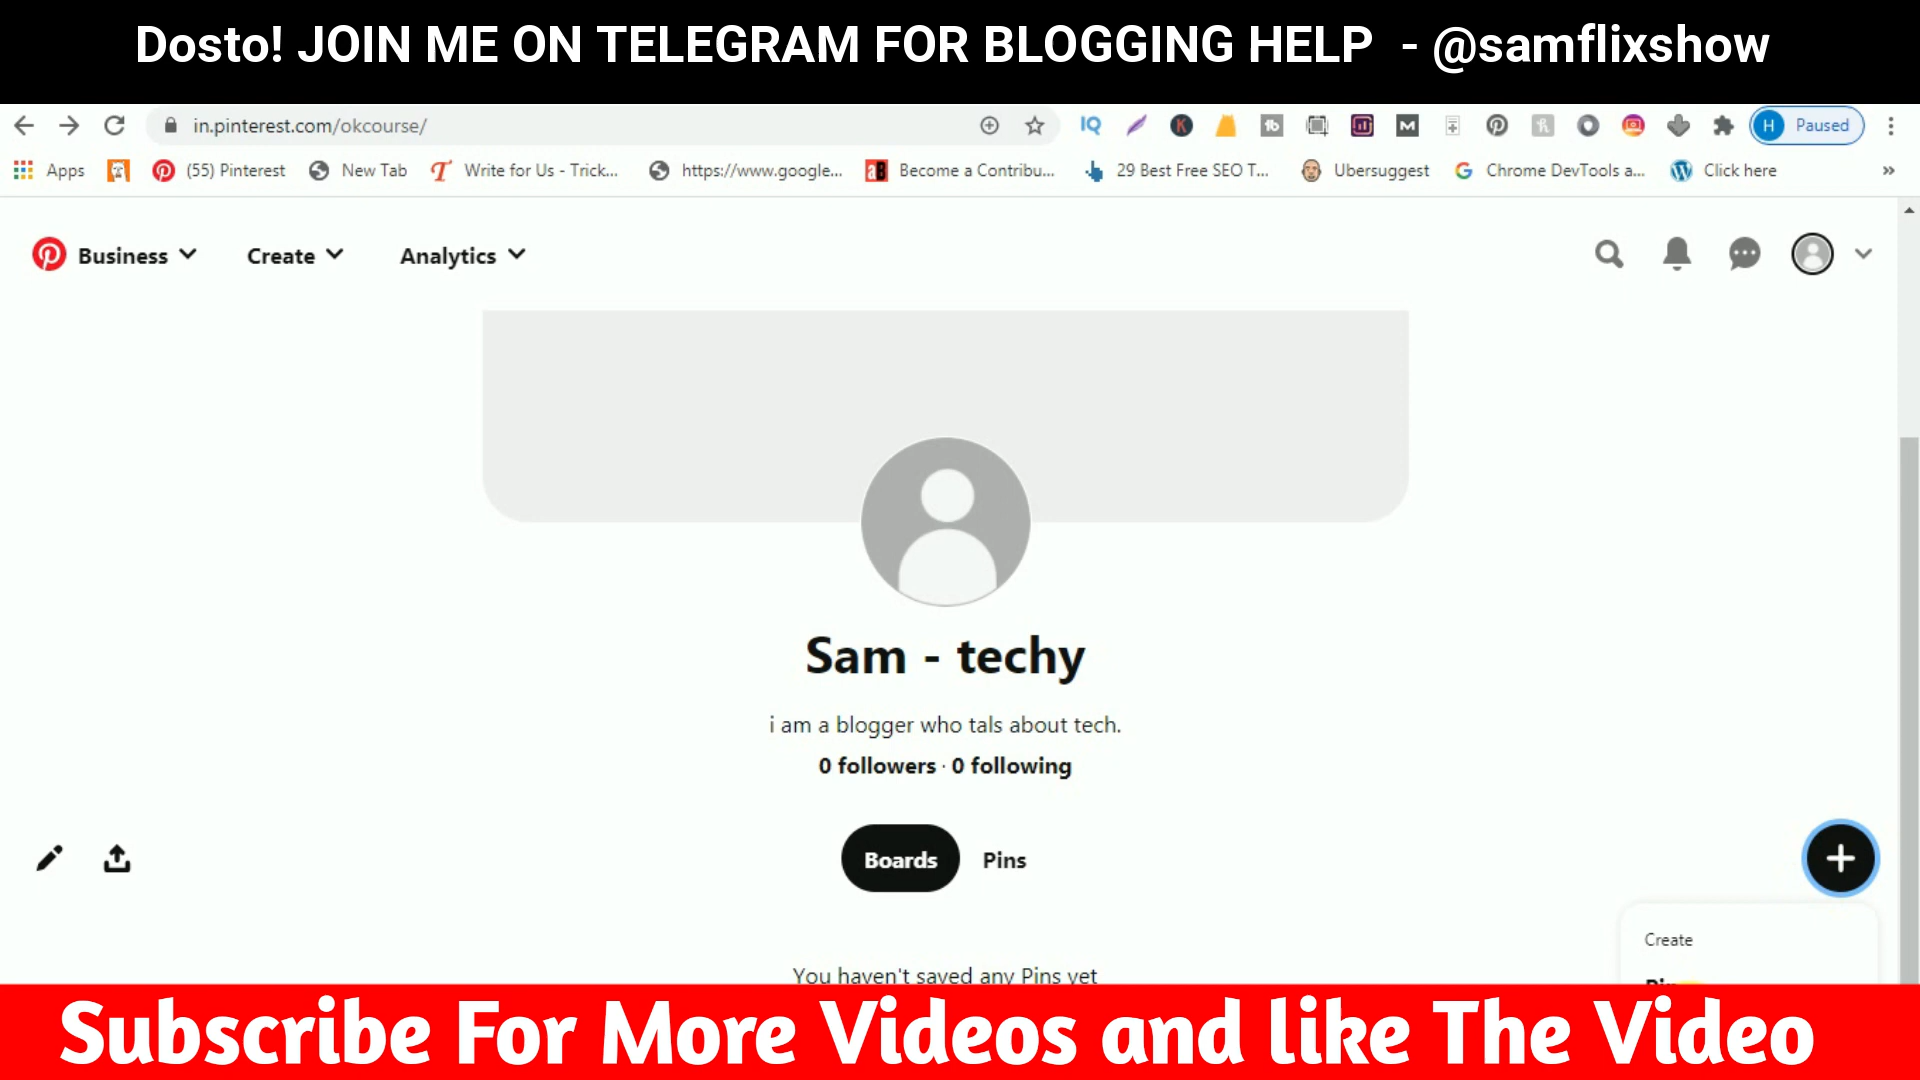 Dosto! JOIN ME ON TELEGRAM FOR BLOGGING HELP - @samflixshow
in.pinterest.com/okcourse/
IQ
K
M
H
Paused
Apps
(55) Pinterest
New Tab
Write for Us - Trick...
https://www.google...
Become a Contribu...
29 Best Free SEO T...
Ubersuggest
Chrome DevTools a...
Click here
»
Business
Create
Analytics
Sam - techy
i am a blogger who tals about tech.
0 followers · 0 following
Boards
Pins
Create
You haven't saved any Pins yet
Subscribe For More Videos and like The Video